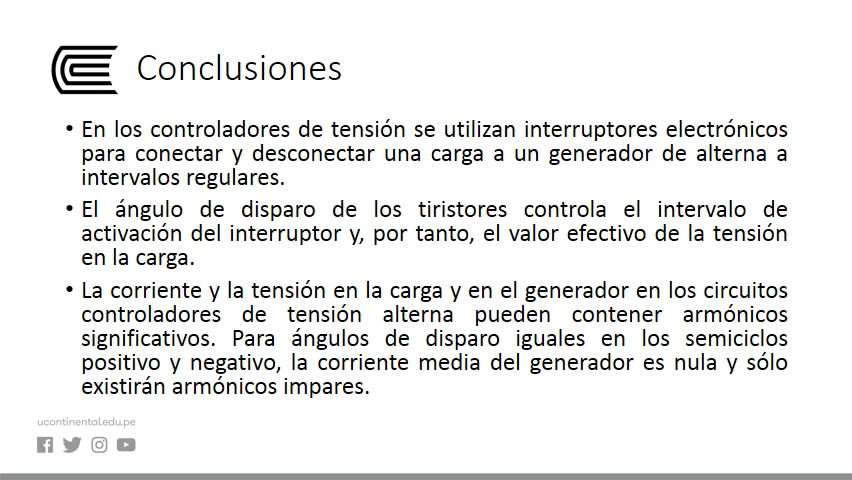 Conclusiones
• En los controladores de tensión se utilizan interruptores electrónicos
para conectar y desconectar una carga a un generador de alterna a
intervalos regulares.
• El ángulo de disparo de los tiristores controla el intervalo de
activación del interruptor y, por tanto, el valor efectivo de la tensión
en la carga.
• La corriente y la tensión en la carga y en el generador en los circuitos
controladores de tensión alterna pueden contener armónicos
significativos. Para ángulos de disparo iguales en los semiciclos
positivo y negativo, la corriente media del generador es nula y sólo
existirán armónicos impares.
ucontinental.edu.pe